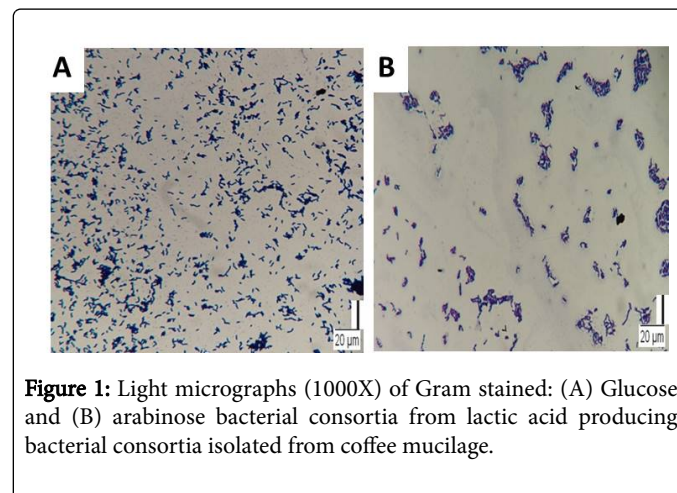 A
B
20 µm
20 µm
Figure 1: Light micrographs (1000X) of Gram stained: (A) Glucose
and (B) arabinose bacterial consortia from lactic acid producing
bacterial consortia isolated from coffee mucilage.